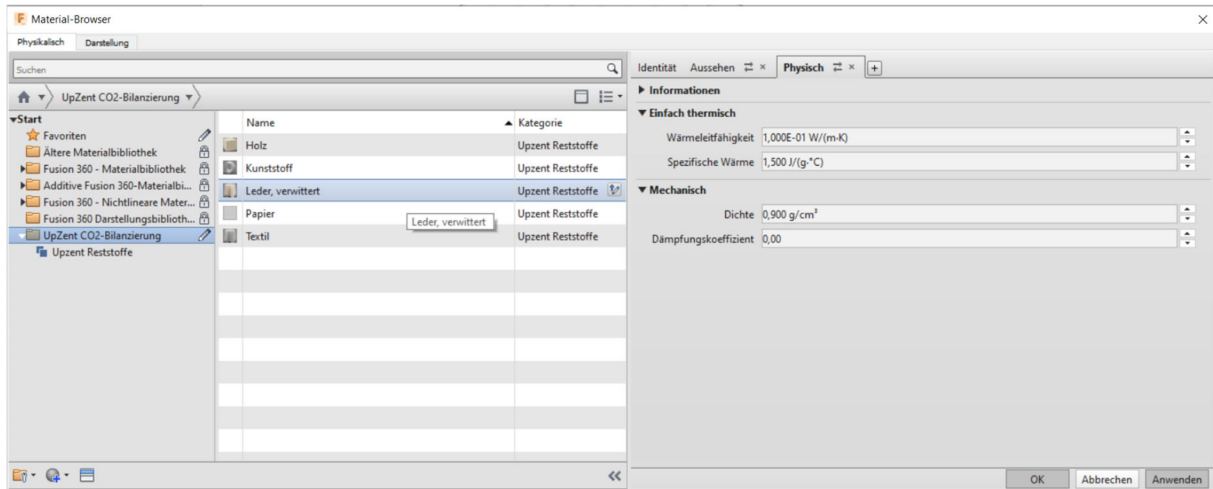 Material-Browser
Physikalisch Darstellung
Suchen
UpZent CO2-Bilanzierung
Start
Favoriten
Ältere Materialbibliothek
Fusion 360 - Materialbibliothek
Additive Fusion 360-Materialbi...
Fusion 360 - Nichtlineare Mater...
Fusion 360 Darstellungsbiblioth...
UpZent CO2-Bilanzierung
Upzent Reststoffe
Name Kategorie
Holz Upzent Reststoffe
Kunststoff Upzent Reststoffe
Leder, verwittert Upzent Reststoffe
Papier Upzent Reststoffe
Leder, verwittert
Textil Upzent Reststoffe
Identität Aussehen Physisch
Informationen
Einfach thermisch
Wärmeleitfähigkeit 1,000E-01 W/(m·K)
Spezifische Wärme 1,500 J/(g·°C)
Mechanisch
Dichte 0,900 g/cm³
Dämpfungskoeffizient 0,00
OK Abbrechen Anwenden